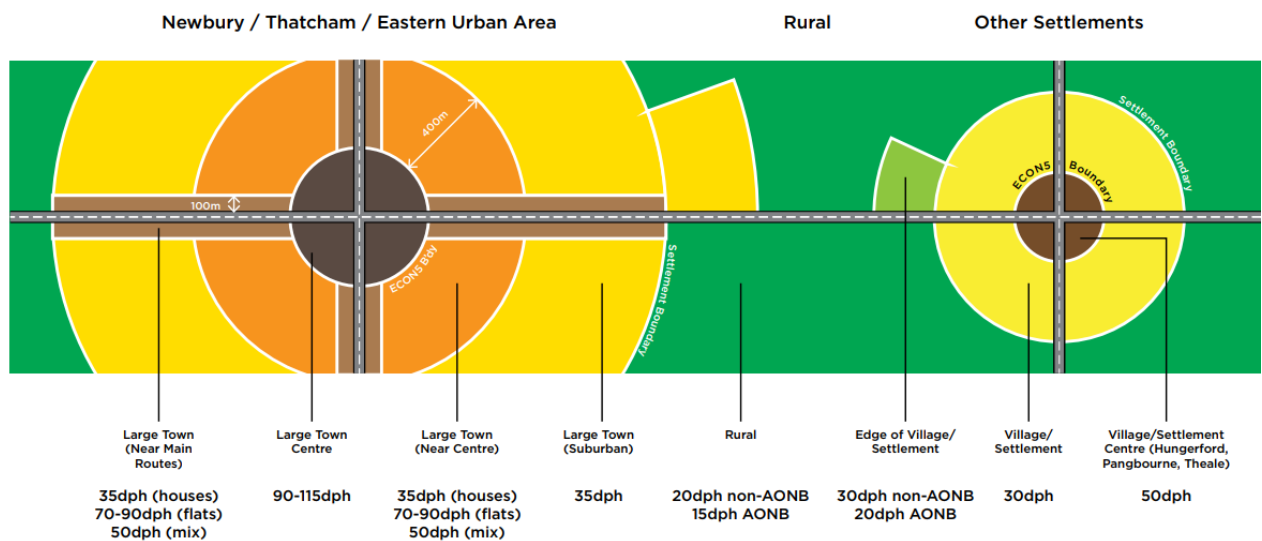 Newbury / Thatcham / Eastern Urban Area
Rural
Other Settlements
400m
100m
ECON5 B'dy
Settlement Boundary
ECON5 Boundary
Settlement Boundary
Large Town
(Near Main
Routes)
35dph (houses)
70-90dph (flats)
50dph (mix)
Large Town
Centre
90-115dph
Large Town
(Near Centre)
35dph (houses)
70-90dph (flats)
50dph (mix)
Large Town
(Suburban)
35dph
Rural
20dph non-AONB
15dph AONB
Edge of Village/
Settlement
30dph non-AONB
20dph AONB
Village/
Settlement
30dph
Village/Settlement
Centre (Hungerford,
Pangbourne, Theale)
50dph